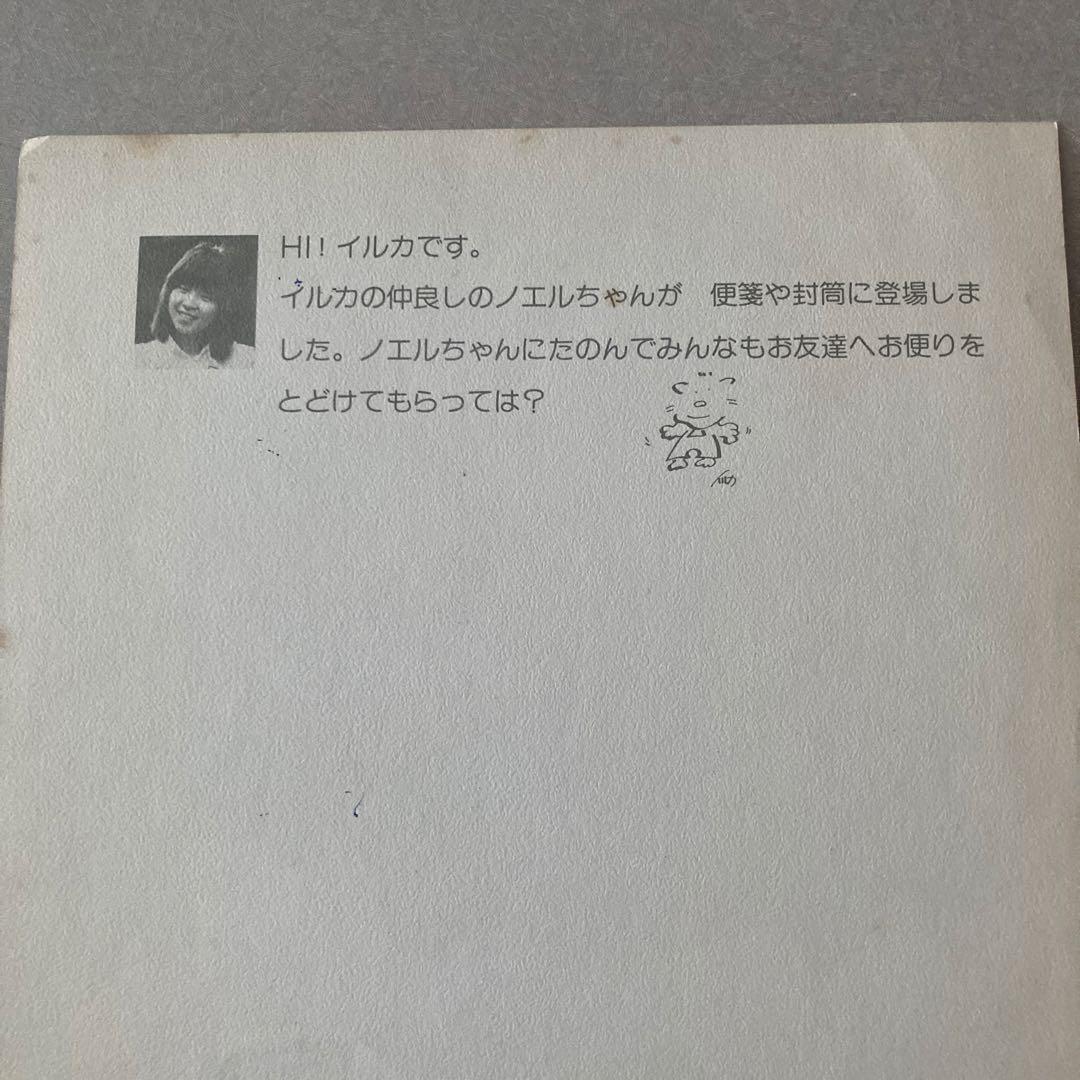 HI！イルカです。
イルカの仲良しのノエルちゃんが　便箋や封筒に登場しま
した。ノエルちゃんにたのんでみんなもお友達へお便りを
とどけてもらっては？
イルカ